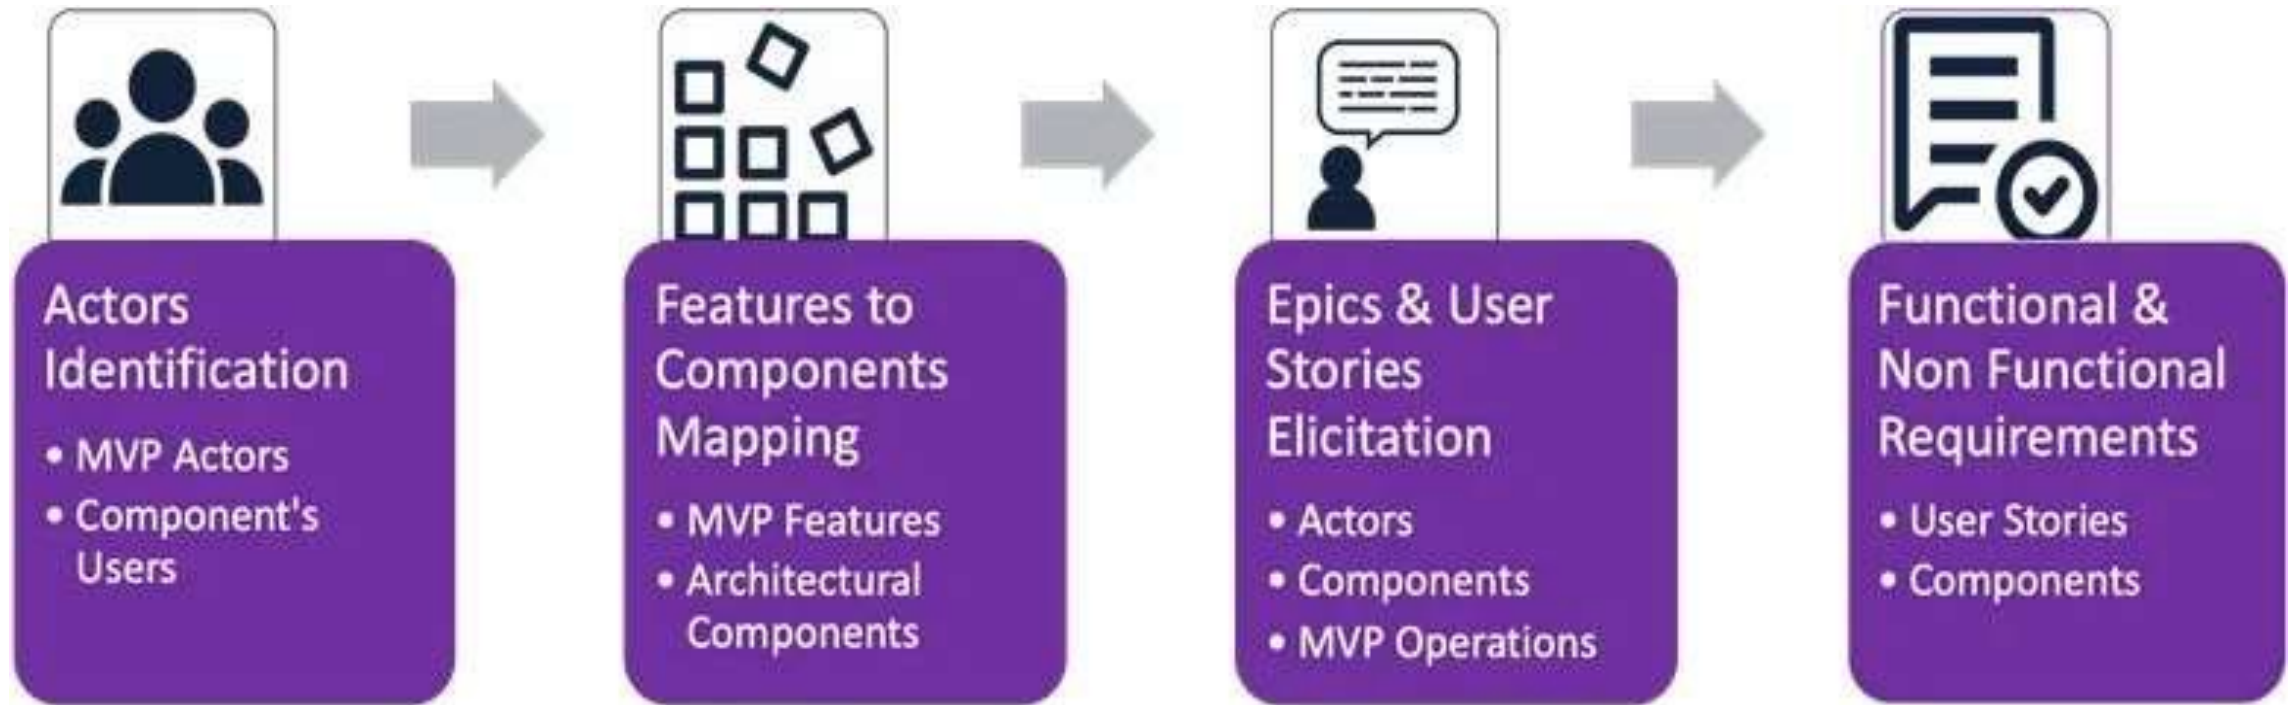 Actors
Identification
• MVP Actors
• Component's
Users
Features to
Components
Mapping
• MVP Features
• Architectural
Components
Epics & User
Stories
Elicitation
• Actors
• Components
• MVP Operations
Functional &
Non Functional
Requirements
• User Stories
• Components